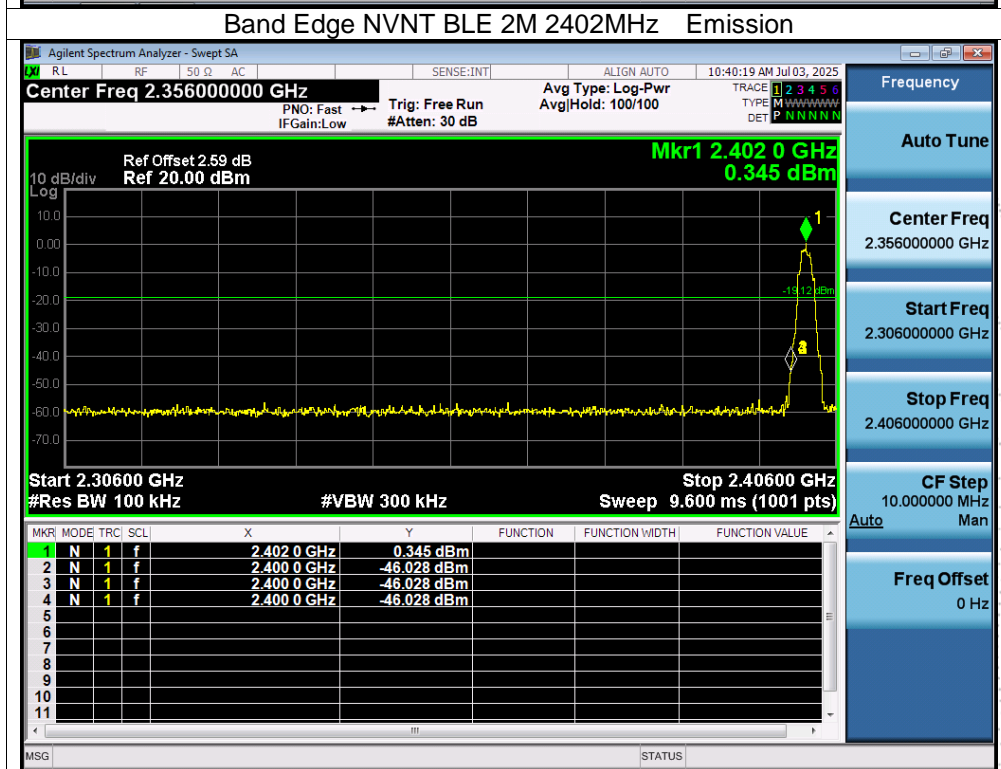 Band Edge NVNT BLE 2M 2402MHz Emission
Agilent Spectrum Analyzer - Swept SA
LXI RL RF 50 Ω AC SENSE:INT ALIGN AUTO 10:40:19 AM Jul 03, 2025
Center Freq 2.356000000 GHz
PNO: Fast
IFGain:Low
Trig: Free Run
#Atten: 30 dB
Avg Type: Log-Pwr
Avg|Hold: 100/100
TRACE 1 2 3 4 5 6
TYPE M WWWWW
DET P N N N N N
Frequency
Auto Tune
Center Freq
2.356000000 GHz
Start Freq
2.306000000 GHz
Stop Freq
2.406000000 GHz
CF Step
10.000000 MHz
Auto Man
Freq Offset
0 Hz
Mkr1 2.402 0 GHz
0.345 dBm
Ref Offset 2.59 dB
10 dB/div Ref 20.00 dBm
Log
10.0
0.00
-10.0
-20.0
-30.0
-40.0
-50.0
-60.0
-70.0
1
-19.12 dBm
Start 2.30600 GHz Stop 2.40600 GHz
#Res BW 100 kHz #VBW 300 kHz Sweep 9.600 ms (1001 pts)
MKR MODE TRC SCL X Y FUNCTION FUNCTION WIDTH FUNCTION VALUE
1 N 1 f 2.402 0 GHz 0.345 dBm
2 N 1 f 2.400 0 GHz -46.028 dBm
3 N 1 f 2.400 0 GHz -46.028 dBm
4 N 1 f 2.400 0 GHz -46.028 dBm
5
6
7
8
9
10
11
MSG STATUS